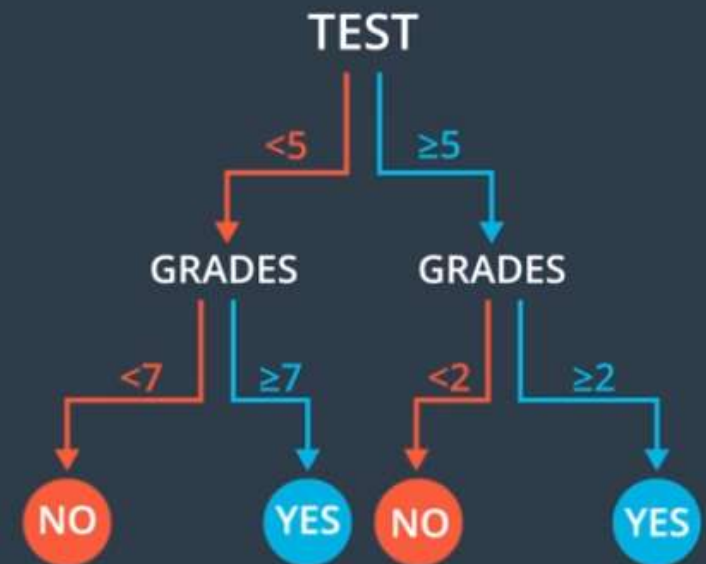 TEST
<5 ≥5
GRADES GRADES
<7 ≥7 <2 ≥2
NO YES NO YES